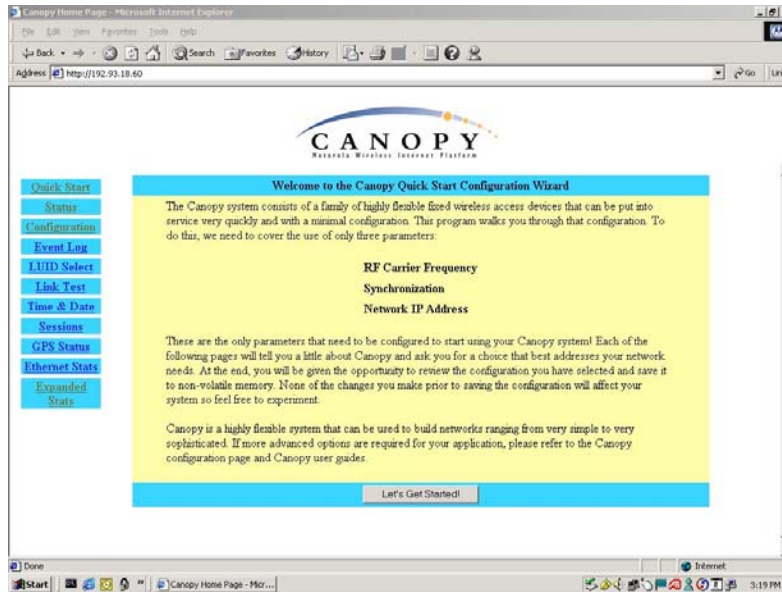 Canopy Home Page - Microsoft Internet Explorer
File Edit View Favorites Tools Help
Back Search Favorites History
Address http://192.93.18.60 Go
CANOPY
Motorola Wireless Internet Platform
Quick Start
Status
Configuration
Event Log
LUID Select
Link Test
Time & Date
Sessions
GPS Status
Ethernet Stats
Expanded
Stats
Welcome to the Canopy Quick Start Configuration Wizard
The Canopy system consists of a family of highly flexible fixed wireless access devices that can be put into
service very quickly and with a minimal configuration. This program walks you through that configuration. To
do this, we need to cover the use of only three parameters:
RF Carrier Frequency
Synchronization
Network IP Address
These are the only parameters that need to be configured to start using your Canopy system! Each of the
following pages will tell you a little about Canopy and ask you for a choice that best addresses your network
needs. At the end, you will be given the opportunity to review the configuration you have selected and save it
to non-volatile memory. None of the changes you make prior to saving the configuration will affect your
system so feel free to experiment.
Canopy is a highly flexible system that can be used to build networks ranging from very simple to very
sophisticated. If more advanced options are required for your application, please refer to the Canopy
configuration page and Canopy user guides.
Let's Get Started!
Done Internet
Start Canopy Home Page - Micr... 3:19 PM